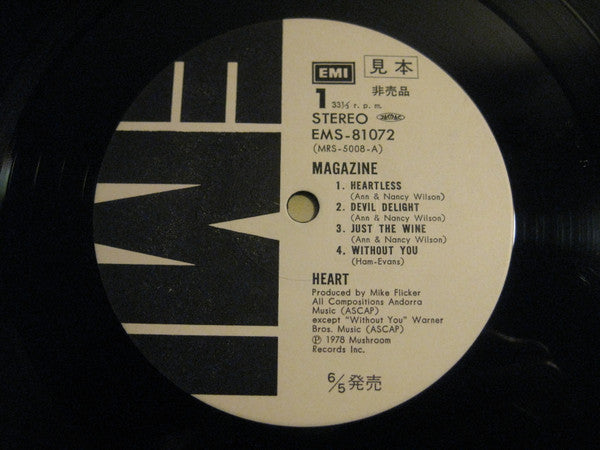 EMI
見本
非売品
1 33⅓ r.p.m.
STEREO
EMS-81072
(MRS-5008-A)
MAGAZINE
1. HEARTLESS
(Ann & Nancy Wilson)
2. DEVIL DELIGHT
(Ann & Nancy Wilson)
3. JUST THE WINE
(Ann & Nancy Wilson)
4. WITHOUT YOU
(Ham-Evans)
HEART
Produced by Mike Flicker
All Compositions Andorra
Music (ASCAP)
except "Without You" Warner
Bros. Music (ASCAP)
℗ 1978 Mushroom
Records Inc.
6/5 発売